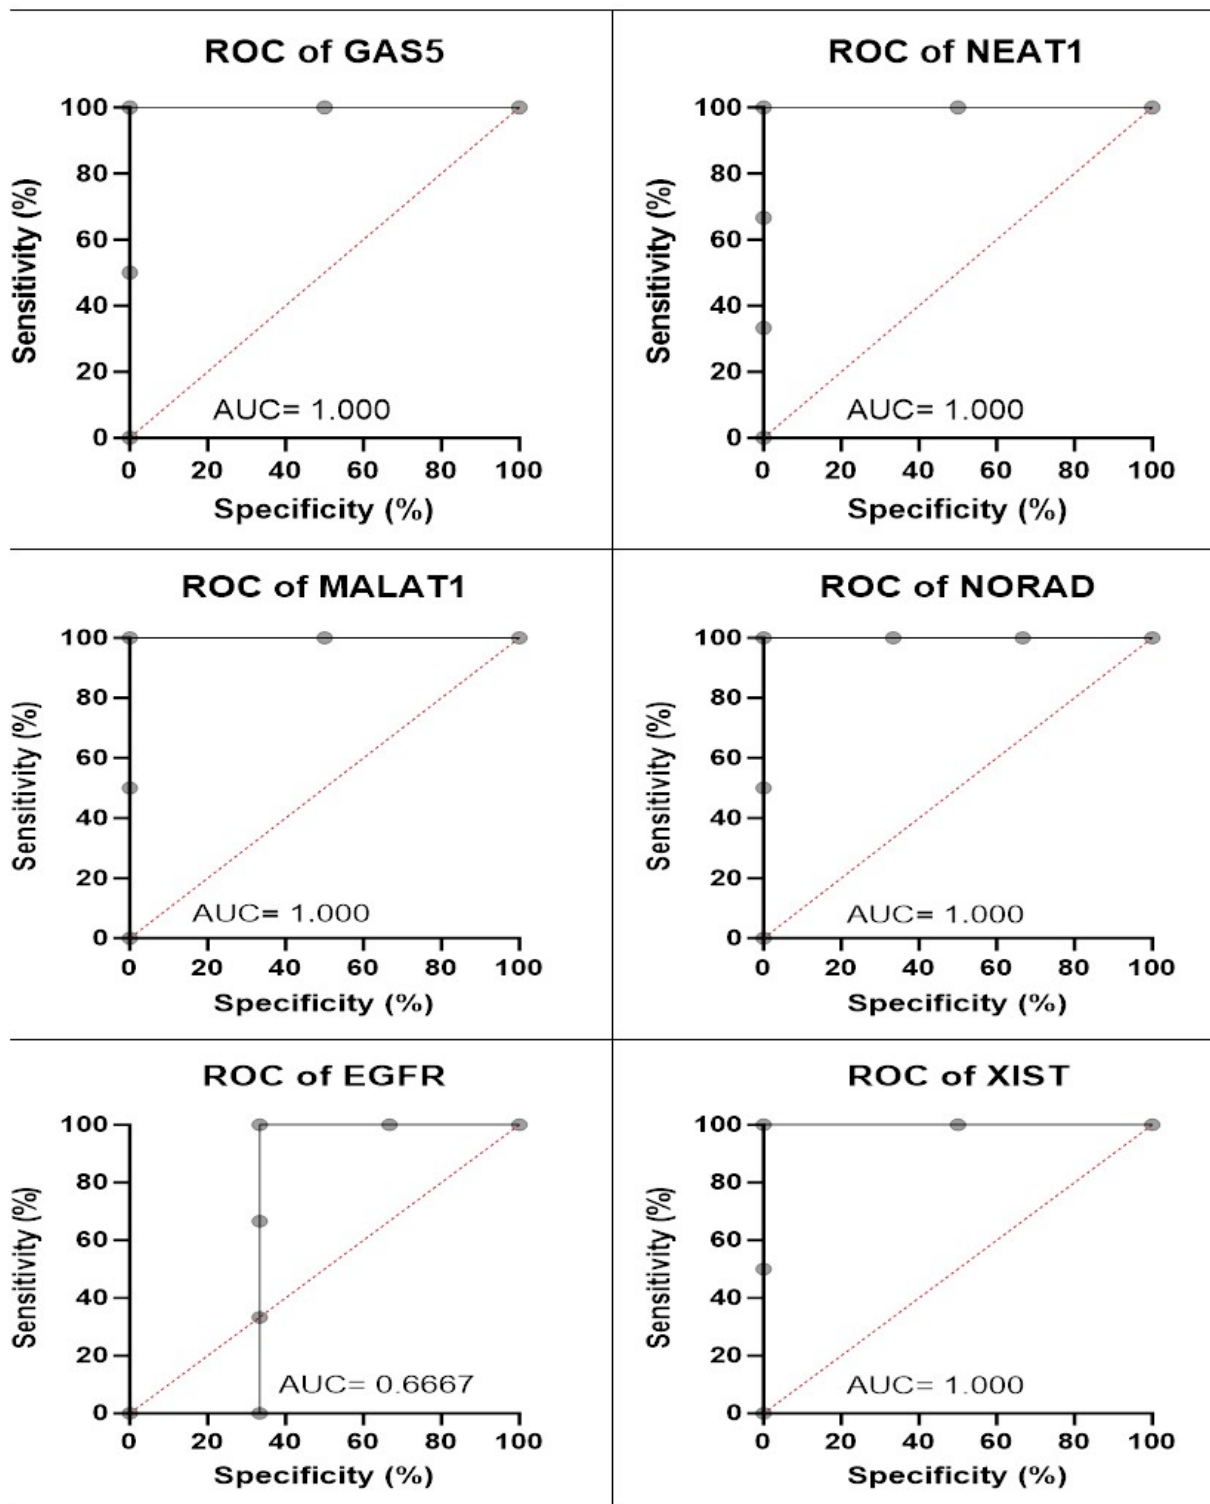 ROC of GAS5
100
80
60
40
20
0
Sensitivity (%)
AUC= 1.000
0 20 40 60 80 100
Specificity (%)
ROC of NEAT1
100
80
60
40
20
0
Sensitivity (%)
AUC= 1.000
0 20 40 60 80 100
Specificity (%)
ROC of MALAT1
100
80
60
40
20
0
Sensitivity (%)
AUC= 1.000
0 20 40 60 80 100
Specificity (%)
ROC of NORAD
100
80
60
40
20
0
Sensitivity (%)
AUC= 1.000
0 20 40 60 80 100
Specificity (%)
ROC of EGFR
100
80
60
40
20
0
Sensitivity (%)
AUC= 0.6667
0 20 40 60 80 100
Specificity (%)
ROC of XIST
100
80
60
40
20
0
Sensitivity (%)
AUC= 1.000
0 20 40 60 80 100
Specificity (%)